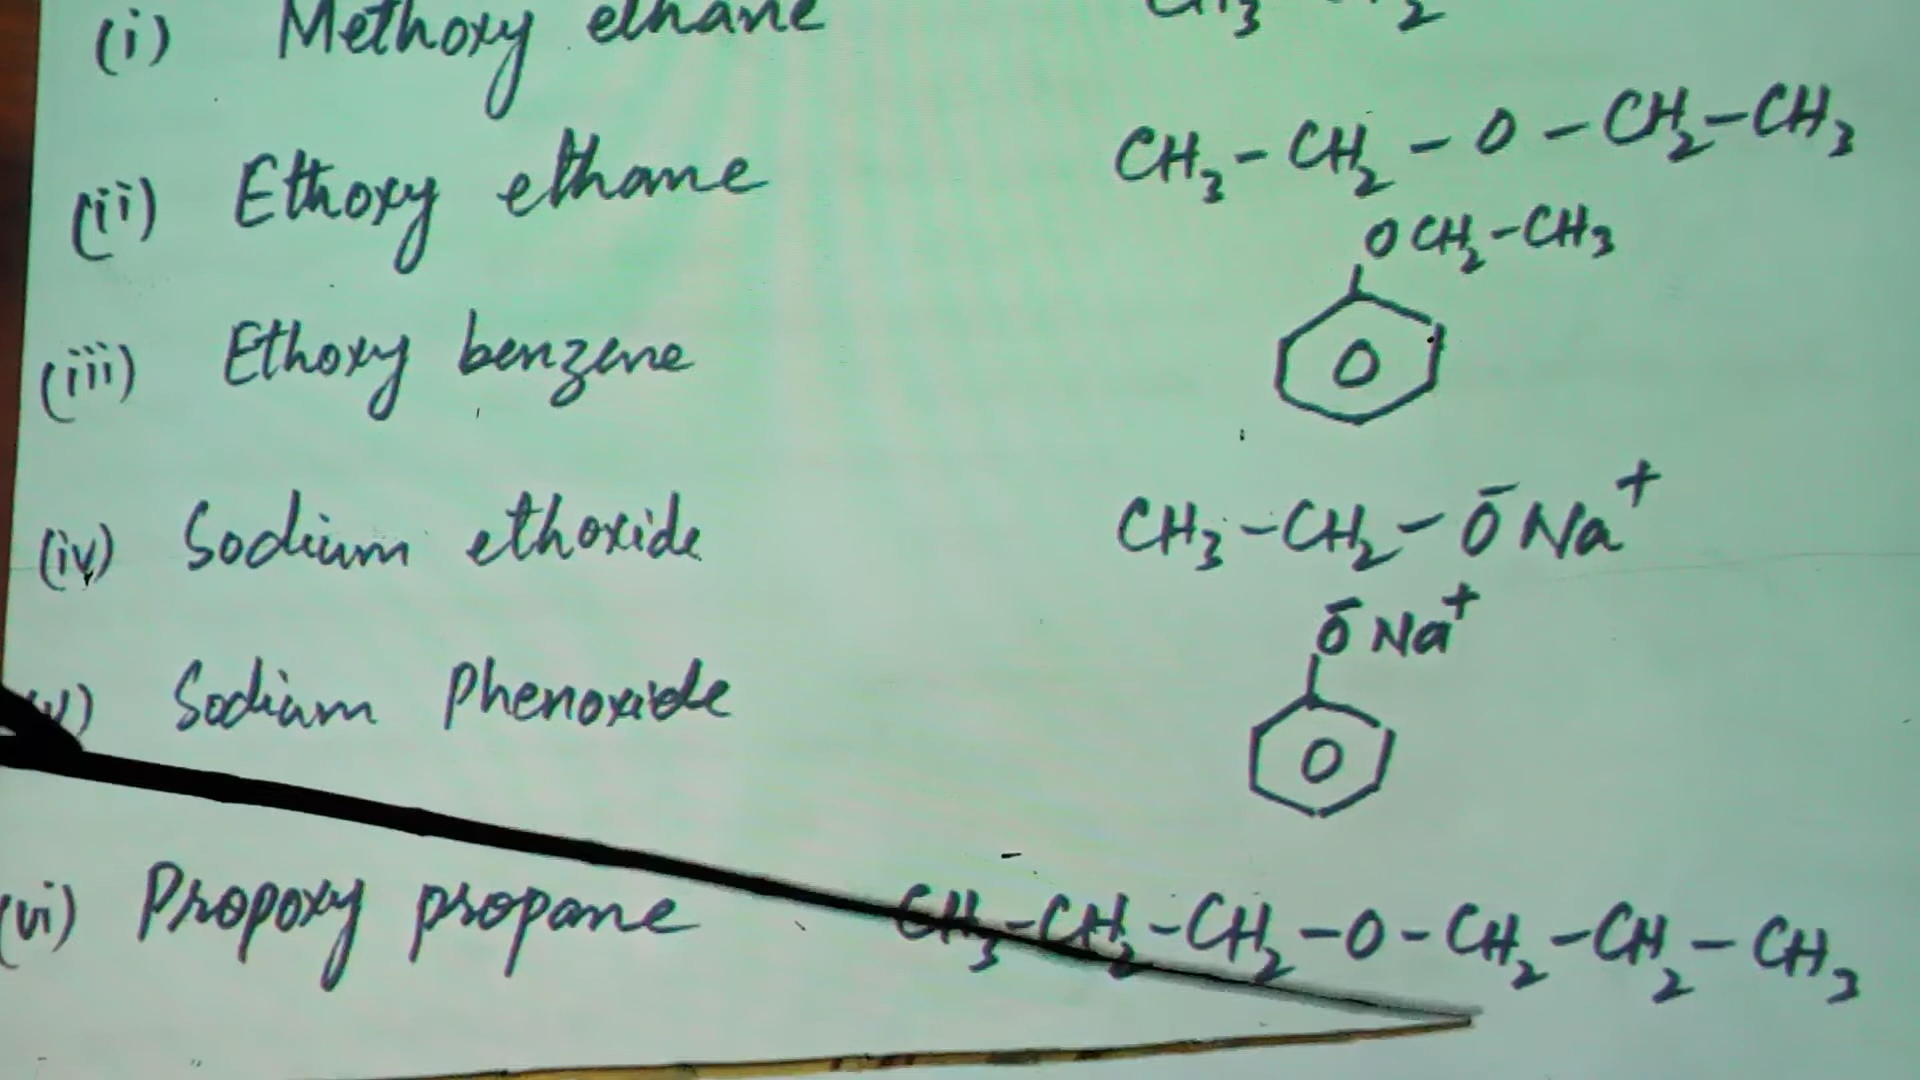 (i) Methoxy ethane
(ii) Ethoxy ethane CH₃-CH₂-O-CH₂-CH₃
OCH₂-CH₃
(iii) Ethoxy benzene
(iv) Sodium ethoxide CH₃-CH₂-O⁻Na⁺
O⁻Na⁺
v) Sodium Phenoxide
(vi) Propoxy propane CH₃-CH₂-CH₂-O-CH₂-CH₂-CH₃